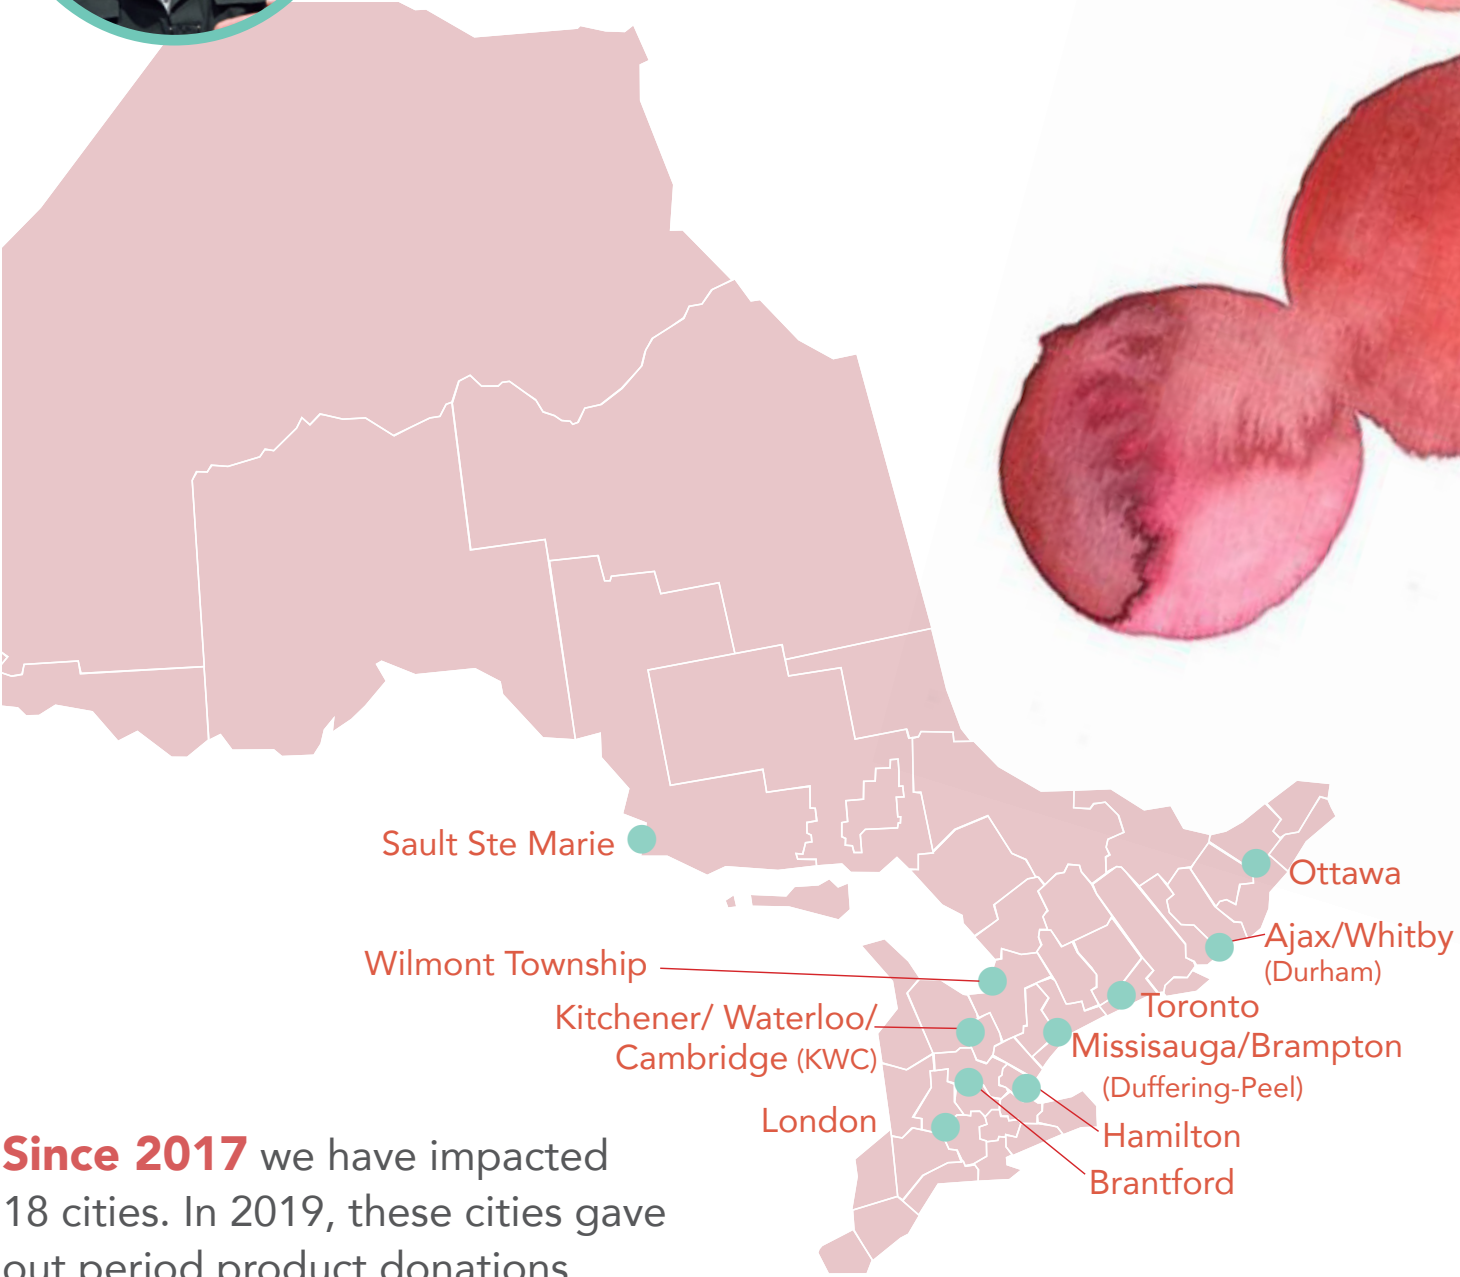 Sault Ste Marie
Ottawa
Ajax/Whitby
(Durham)
Wilmont Township
Toronto
Kitchener/ Waterloo/
Cambridge (KWC)
Missisauga/Brampton
(Duffering-Peel)
London
Hamilton
Brantford
Since 2017 we have impacted
18 cities. In 2019, these cities gave
out period product donations